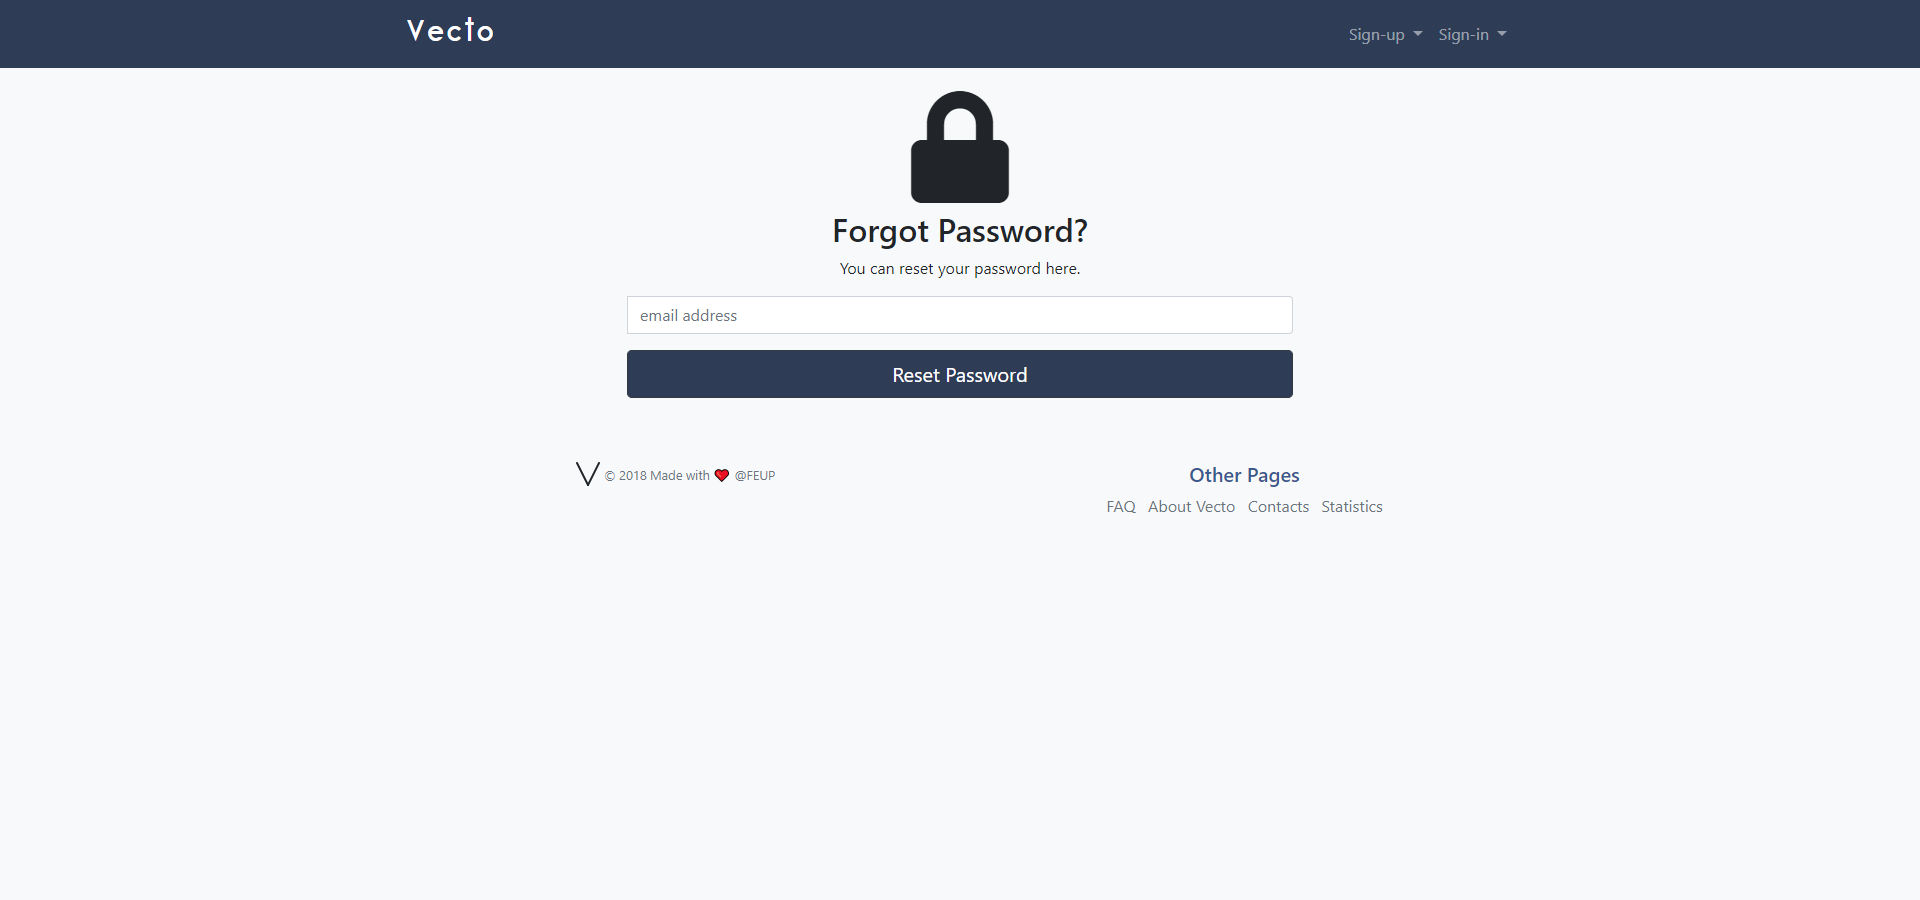 Vecto
Sign-up Sign-in
Forgot Password?
You can reset your password here.
email address
Reset Password
© 2018 Made with @FEUP
Other Pages
FAQ About Vecto Contacts Statistics